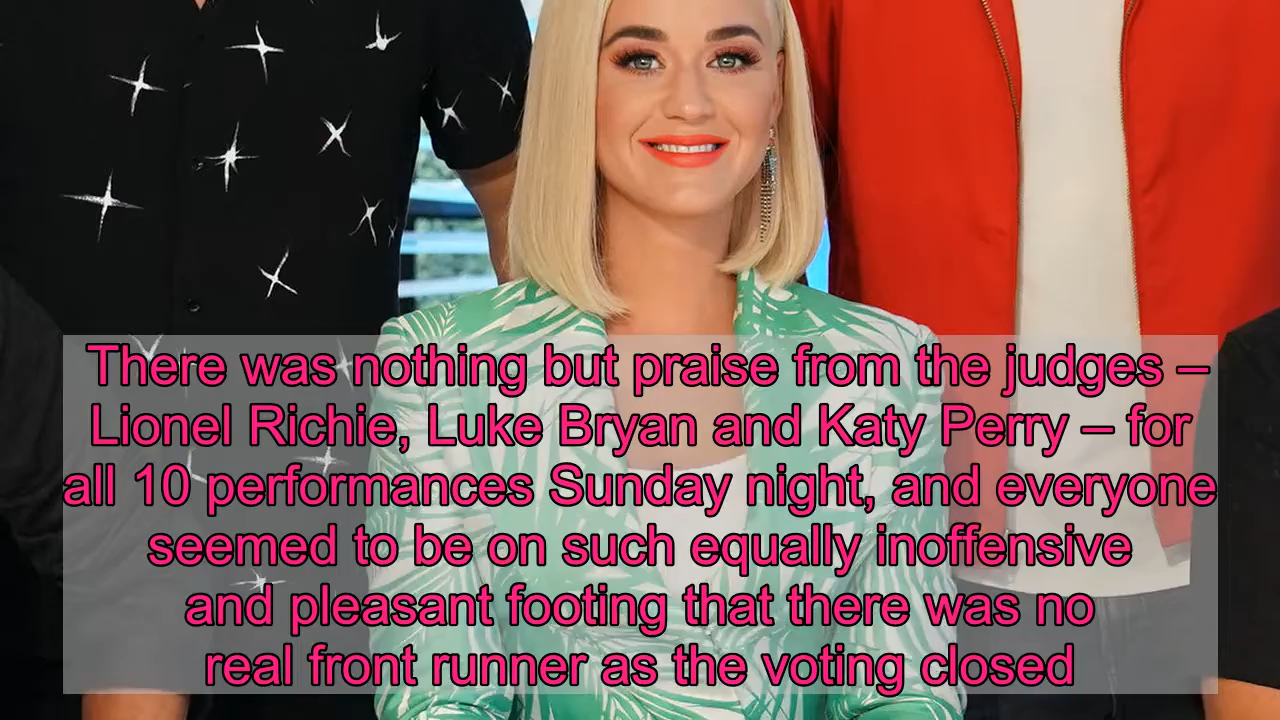 There was nothing but praise from the judges –
Lionel Richie, Luke Bryan and Katy Perry – for
all 10 performances Sunday night, and everyone
seemed to be on such equally inoffensive
and pleasant footing that there was no
real front runner as the voting closed